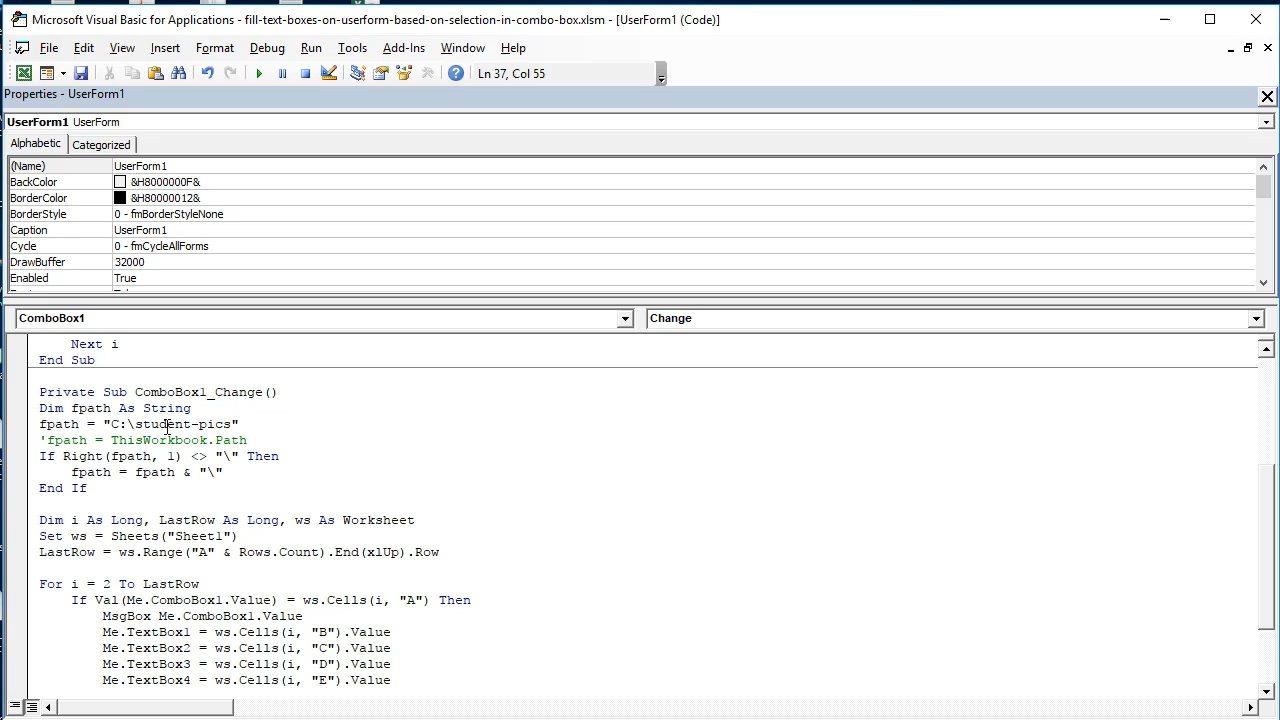 Microsoft Visual Basic for Applications - fill-text-boxes-on-userform-based-on-selection-in-combo-box.xlsm - [UserForm1 (Code)]
File Edit View Insert Format Debug Run Tools Add-Ins Window Help
Ln 37, Col 55
Properties - UserForm1
UserForm1 UserForm
Alphabetic Categorized
(Name) UserForm1
BackColor &H8000000F&
BorderColor &H80000012&
BorderStyle 0 - fmBorderStyleNone
Caption UserForm1
Cycle 0 - fmCycleAllForms
DrawBuffer 32000
Enabled True
ComboBox1 Change
Next i
End Sub
Private Sub ComboBox1_Change()
Dim fpath As String
fpath = "C:\student-pics"
'fpath = ThisWorkbook.Path
If Right(fpath, 1) <> "\" Then
fpath = fpath & "\"
End If
Dim i As Long, LastRow As Long, ws As Worksheet
Set ws = Sheets("Sheet1")
LastRow = ws.Range("A" & Rows.Count).End(xlUp).Row
For i = 2 To LastRow
If Val(Me.ComboBox1.Value) = ws.Cells(i, "A") Then
MsgBox Me.ComboBox1.Value
Me.TextBox1 = ws.Cells(i, "B").Value
Me.TextBox2 = ws.Cells(i, "C").Value
Me.TextBox3 = ws.Cells(i, "D").Value
Me.TextBox4 = ws.Cells(i, "E").Value